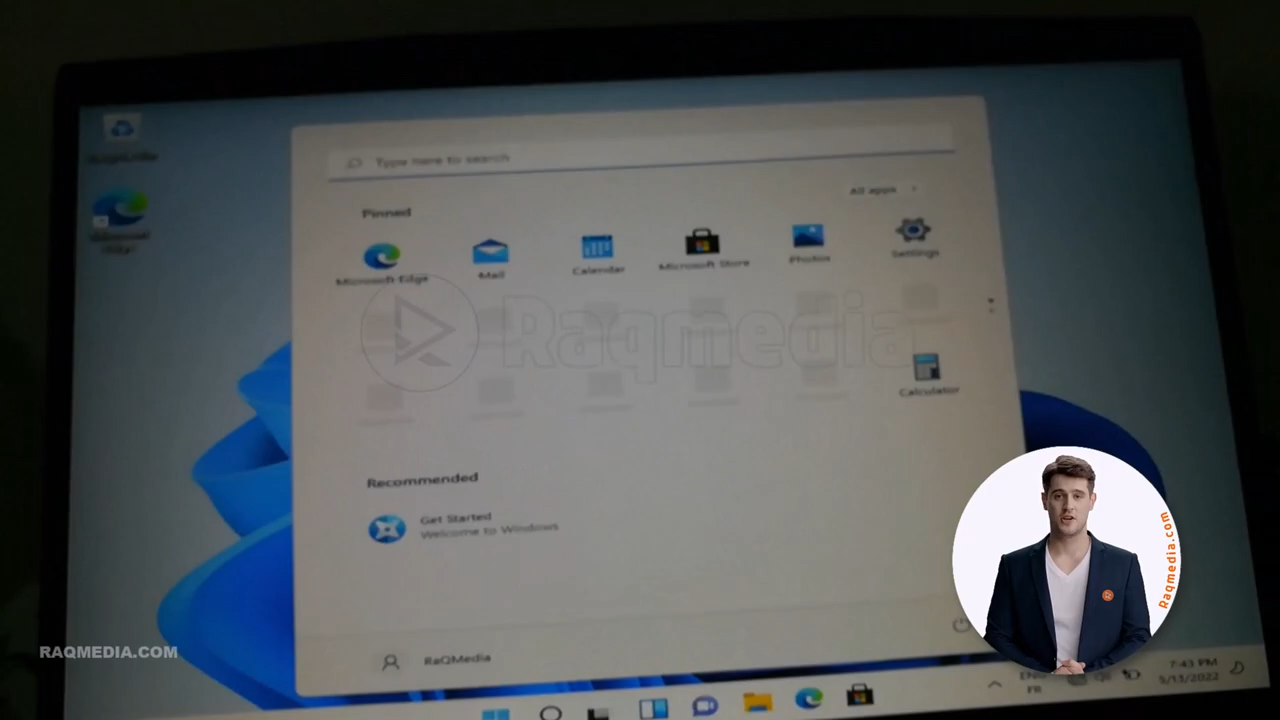 Type here to search
All apps
Pinned
Microsoft Edge
Mail
Calendar
Microsoft Store
Photos
Settings
Raqmedia
Calculator
Recommended
Get Started
Welcome to Windows
Raqmedia.com
RAQMEDIA.COM
RaQMedia
ENG
FR
7:43 PM
5/13/2022